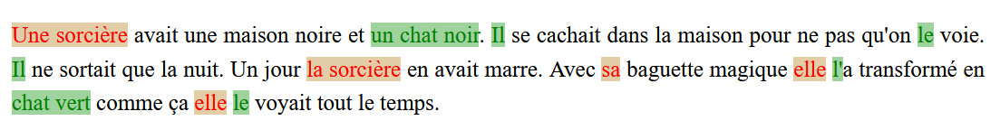 Une sorcière avait une maison noire et un chat noir. Il se cachait dans la maison pour ne pas qu'on le voie.
Il ne sortait que la nuit. Un jour la sorcière en avait marre. Avec sa baguette magique elle l'a transformé en
chat vert comme ça elle le voyait tout le temps.